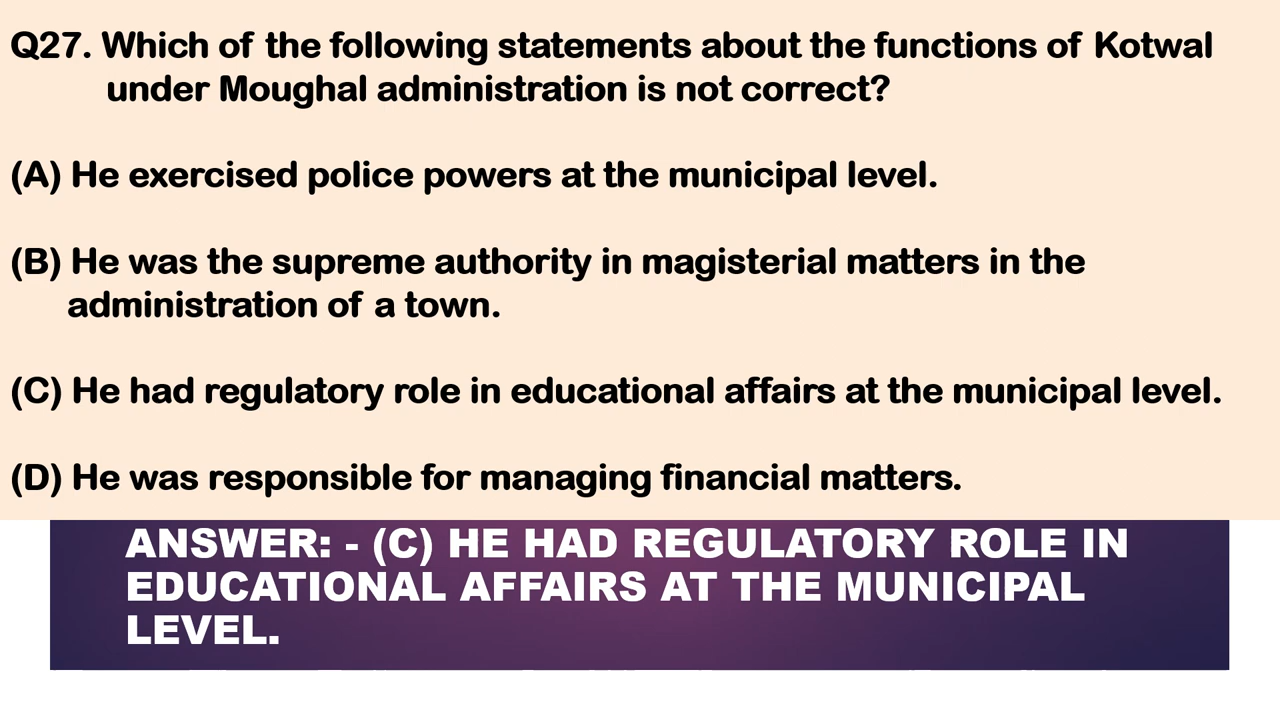 Q27. Which of the following statements about the functions of Kotwal
under Moughal administration is not correct?
(A) He exercised police powers at the municipal level.
(B) He was the supreme authority in magisterial matters in the
administration of a town.
(C) He had regulatory role in educational affairs at the municipal level.
(D) He was responsible for managing financial matters.
ANSWER: - (C) HE HAD REGULATORY ROLE IN
EDUCATIONAL AFFAIRS AT THE MUNICIPAL
LEVEL.